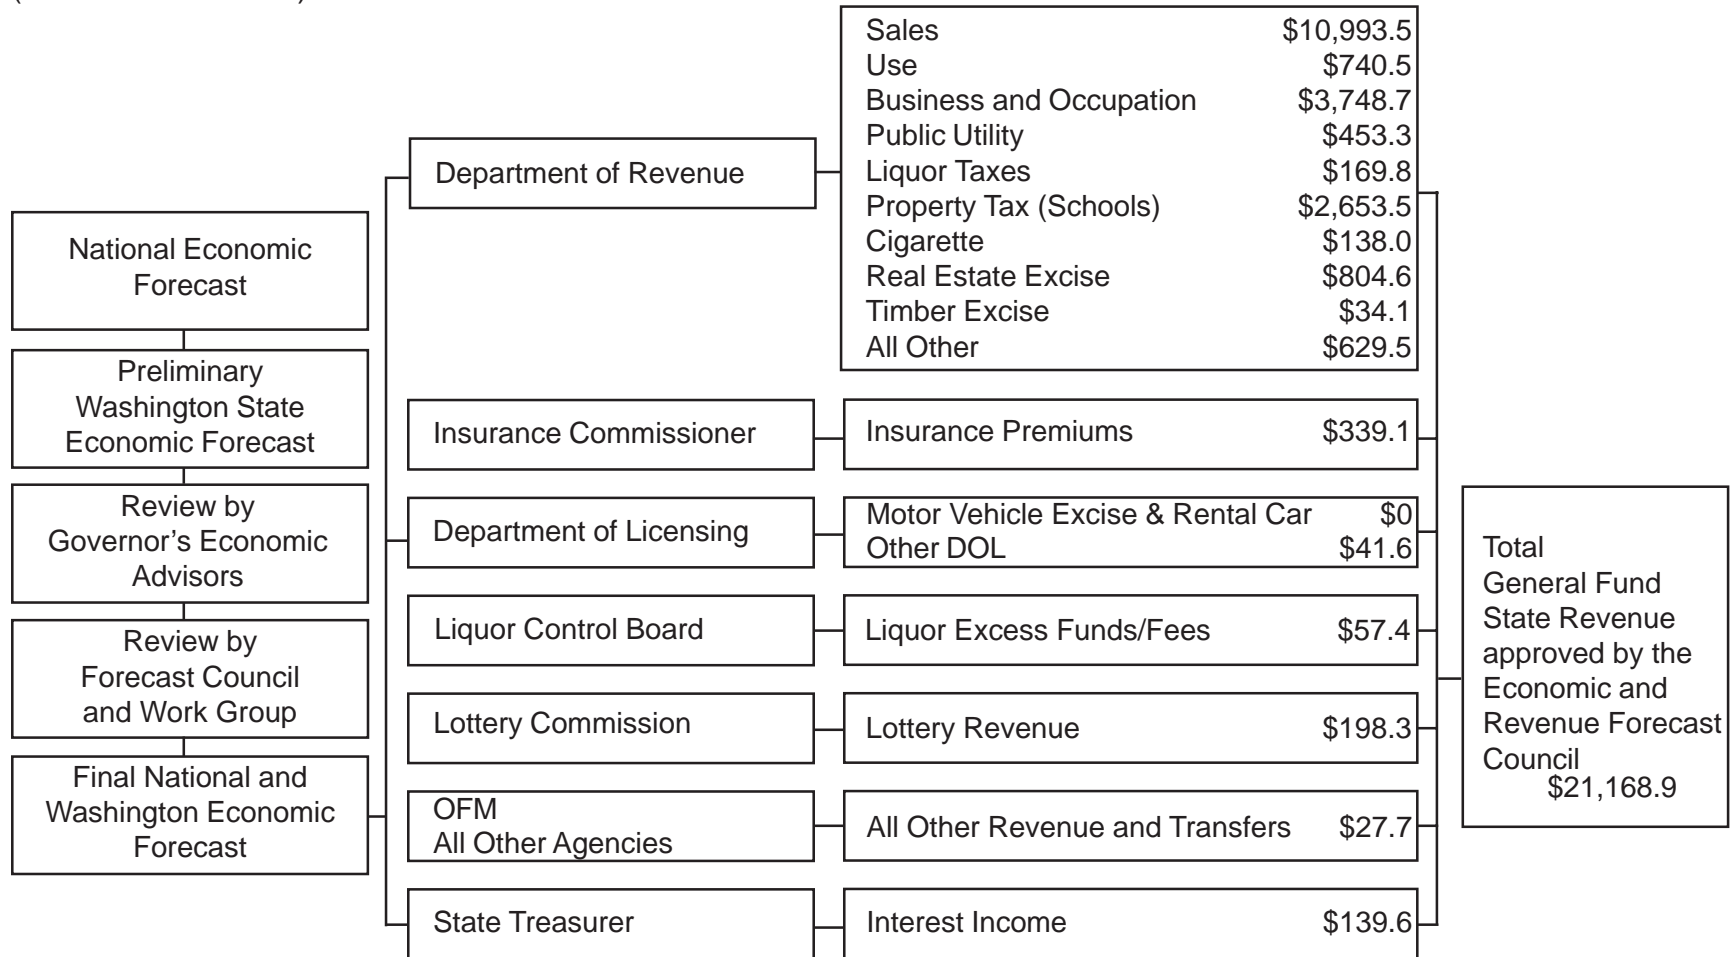 National Economic
Forecast
Preliminary
Washington State
Economic Forecast
Review by
Governor’s Economic
Advisors
Review by
Forecast Council
and Work Group
Final National and
Washington Economic
Forecast
Department of Revenue
Sales $10,993.5
Use $740.5
Business and Occupation $3,748.7
Public Utility $453.3
Liquor Taxes $169.8
Property Tax (Schools) $2,653.5
Cigarette $138.0
Real Estate Excise $804.6
Timber Excise $34.1
All Other $629.5
Insurance Commissioner
Insurance Premiums $339.1
Department of Licensing
Motor Vehicle Excise & Rental Car $0
Other DOL $41.6
Liquor Control Board
Liquor Excess Funds/Fees $57.4
Lottery Commission
Lottery Revenue $198.3
OFM
All Other Agencies
All Other Revenue and Transfers $27.7
State Treasurer
Interest Income $139.6
Total
General Fund
State Revenue
approved by the
Economic and
Revenue Forecast
Council
$21,168.9